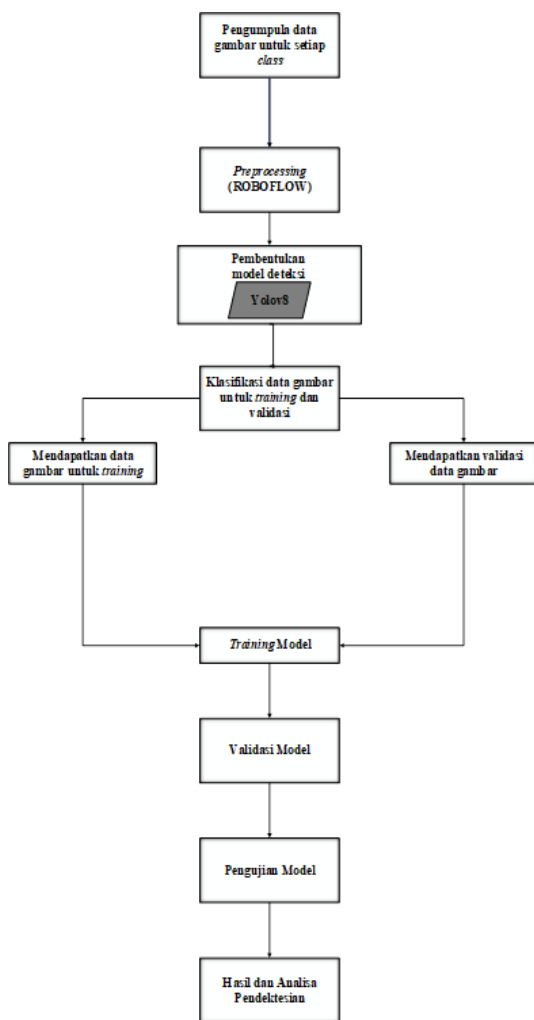 Pengumpula data
gambar untuk setiap
class
Preprocessing
(ROBOFLOW)
Pembentukan
model deteksi
Yolov8
Klasifikasi data gambar
untuk training dan
validasi
Mendapatkan data
gambar untuk training
Mendapatkan validasi
data gambar
Training Model
Validasi Model
Pengujian Model
Hasil dan Analisa
Pendektesian